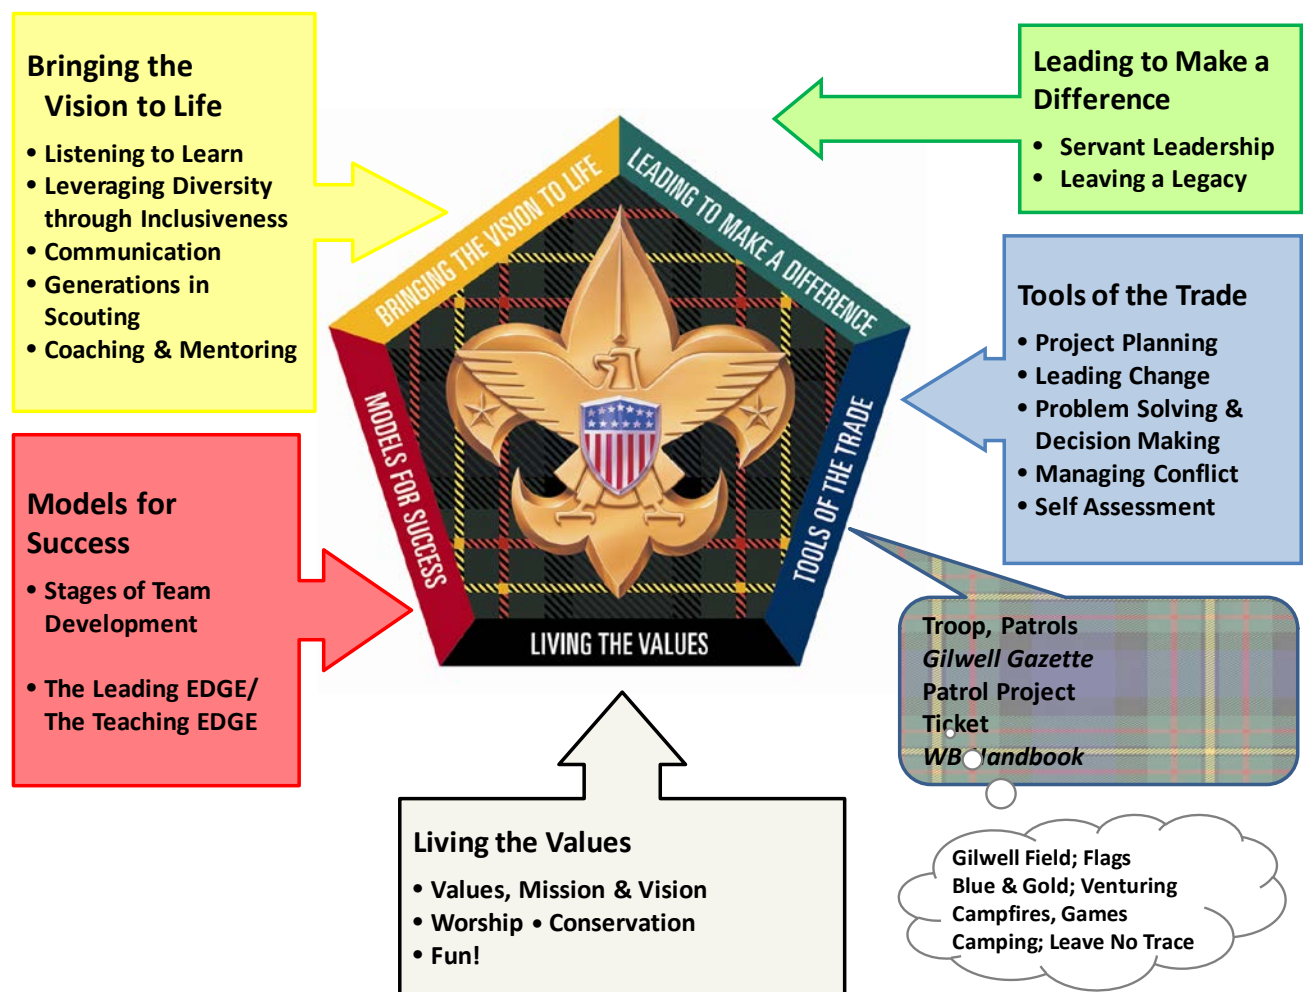 Bringing the
Vision to Life
• Listening to Learn
• Leveraging Diversity
through Inclusiveness
• Communication
• Generations in
Scouting
• Coaching & Mentoring
Leading to Make a
Difference
• Servant Leadership
• Leaving a Legacy
BRINGING THE VISION TO LIFE
LEADING TO MAKE A DIFFERENCE
MODELS FOR SUCCESS
TOOLS OF THE TRADE
LIVING THE VALUES
Tools of the Trade
• Project Planning
• Leading Change
• Problem Solving &
Decision Making
• Managing Conflict
• Self Assessment
Models for
Success
• Stages of Team
Development
• The Leading EDGE/
The Teaching EDGE
Troop, Patrols
Gilwell Gazette
Patrol Project
Ticket
WB Handbook
Living the Values
• Values, Mission & Vision
• Worship • Conservation
• Fun!
Gilwell Field; Flags
Blue & Gold; Venturing
Campfires, Games
Camping; Leave No Trace